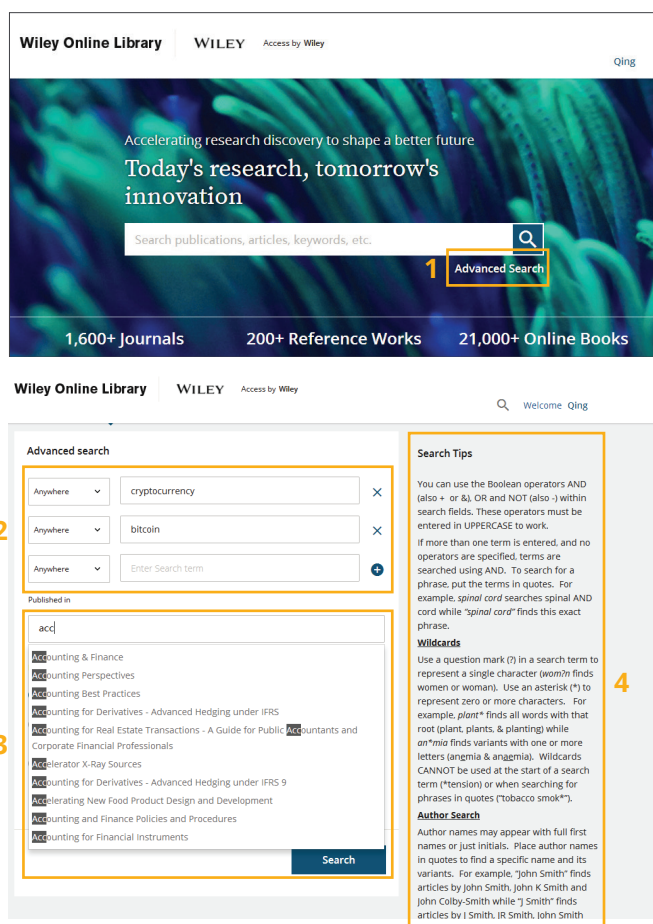 Wiley Online Library WILEY Access by Wiley
Qing
Accelerating research discovery to shape a better future
Today's research, tomorrow's
innovation
Search publications, articles, keywords, etc.
1 Advanced Search
1,600+ Journals 200+ Reference Works 21,000+ Online Books
Wiley Online Library WILEY Access by Wiley
Welcome Qing
Advanced search
2
Anywhere cryptocurrency
Anywhere bitcoin
Anywhere Enter Search term
Published in
3
acc
Accounting & Finance
Accounting Perspectives
Accounting Best Practices
Accounting for Derivatives - Advanced Hedging under IFRS
Accounting for Real Estate Transactions - A Guide for Public Accountants and
Corporate Financial Professionals
Accelerator X-Ray Sources
Accounting for Derivatives - Advanced Hedging under IFRS 9
Accelerating New Food Product Design and Development
Accounting and Finance Policies and Procedures
Accounting for Financial Instruments
Search
4
Search Tips
You can use the Boolean operators AND
(also + or &), OR and NOT (also -) within
search fields. These operators must be
entered in UPPERCASE to work.
If more than one term is entered, and no
operators are specified, terms are
searched using AND. To search for a
phrase, put the terms in quotes. For
example, spinal cord searches spinal AND
cord while "spinal cord" finds this exact
phrase.
Wildcards
Use a question mark (?) in a search term to
represent a single character (wom?n finds
women or woman). Use an asterisk (*) to
represent zero or more characters. For
example, plant* finds all words with that
root (plant, plants, & planting) while
an*mia finds variants with one or more
letters (anemia & anaemia). Wildcards
CANNOT be used at the start of a search
term (*tension) or when searching for
phrases in quotes ("tobacco smok*").
Author Search
Author names may appear with full first
names or just initials. Place author names
in quotes to find a specific name and its
variants. For example, "John Smith" finds
articles by John Smith, John K Smith and
John Colby-Smith while "J Smith" finds
articles by J Smith, JR Smith, John Smith